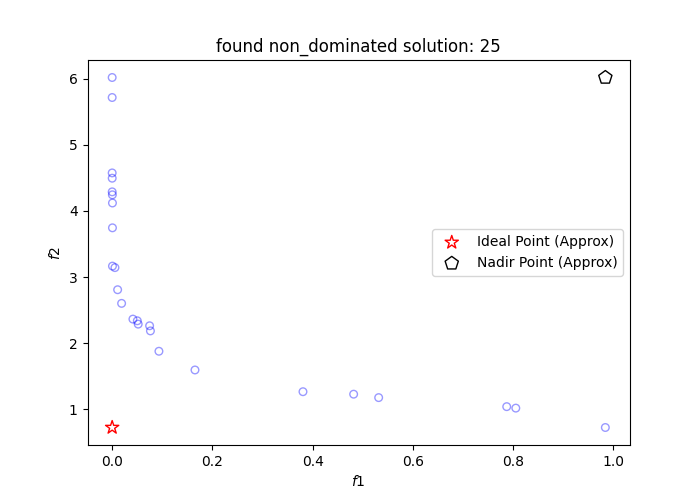 found non_dominated solution: 25
6
5
4
3
2
1
f2
Ideal Point (Approx)
Nadir Point (Approx)
0.0 0.2 0.4 0.6 0.8 1.0
f1